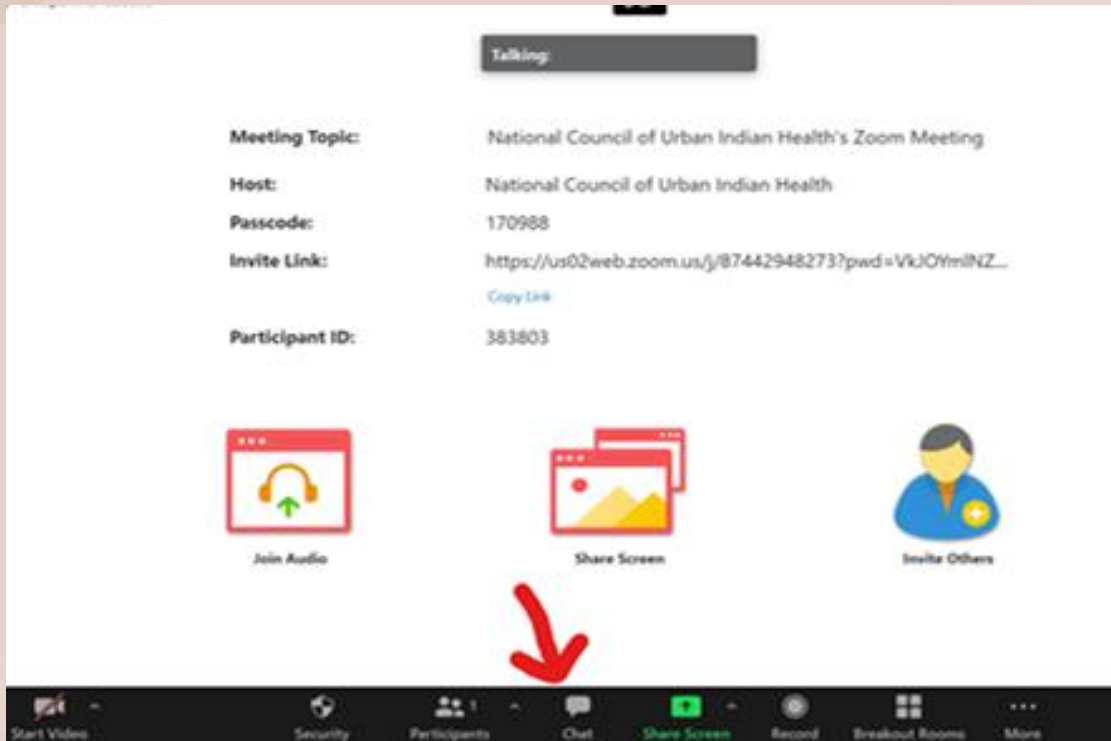 Talking:
Meeting Topic: National Council of Urban Indian Health's Zoom Meeting
Host: National Council of Urban Indian Health
Passcode: 170988
Invite Link: https://us02web.zoom.us/j/87442948273?pwd=VkJOYmlNZ...
Copy Link
Participant ID: 383803
Join Audio Share Screen Invite Others
Start Video Security Participants 1 Chat Share Screen Record Breakout Rooms More